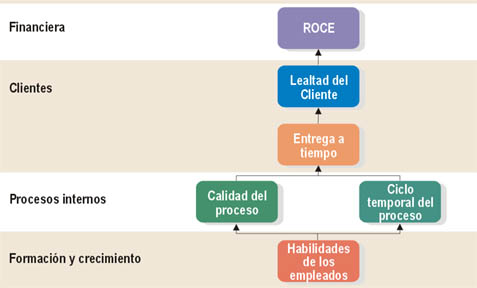 Financiera
ROCE
Clientes
Lealtad del
Cliente
Entrega a
tiempo
Procesos internos
Calidad del
proceso
Ciclo
temporal del
proceso
Formación y crecimiento
Habilidades
de los
empleados